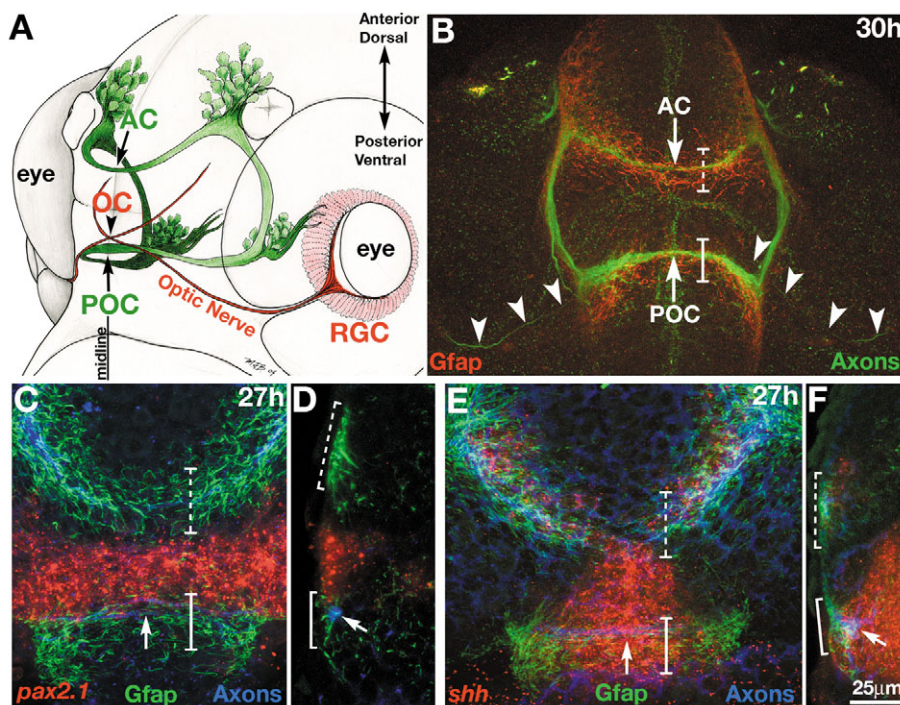 A
Anterior
Dorsal
Posterior
Ventral
AC
eye
OC
POC
Optic Nerve
eye
RGC
midline
B
30h
AC
POC
Gfap
Axons
C
27h
pax2.1
Gfap
Axons
D
E
27h
shh
Gfap
Axons
F
25μm